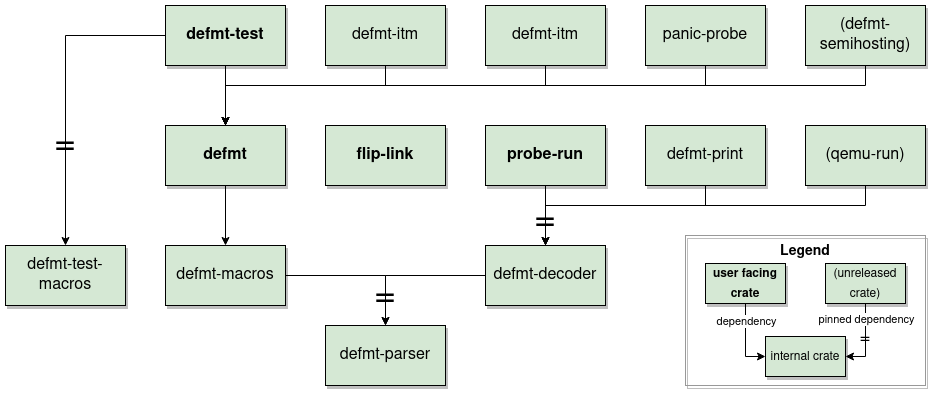 defmt-test
defmt-itm
defmt-itm
panic-probe
(defmt-
semihosting)
=
defmt
flip-link
probe-run
defmt-print
(qemu-run)
=
defmt-test-
macros
defmt-macros
defmt-decoder
=
defmt-parser
Legend
user facing
crate
(unreleased
crate)
dependency
pinned dependency
=
internal crate